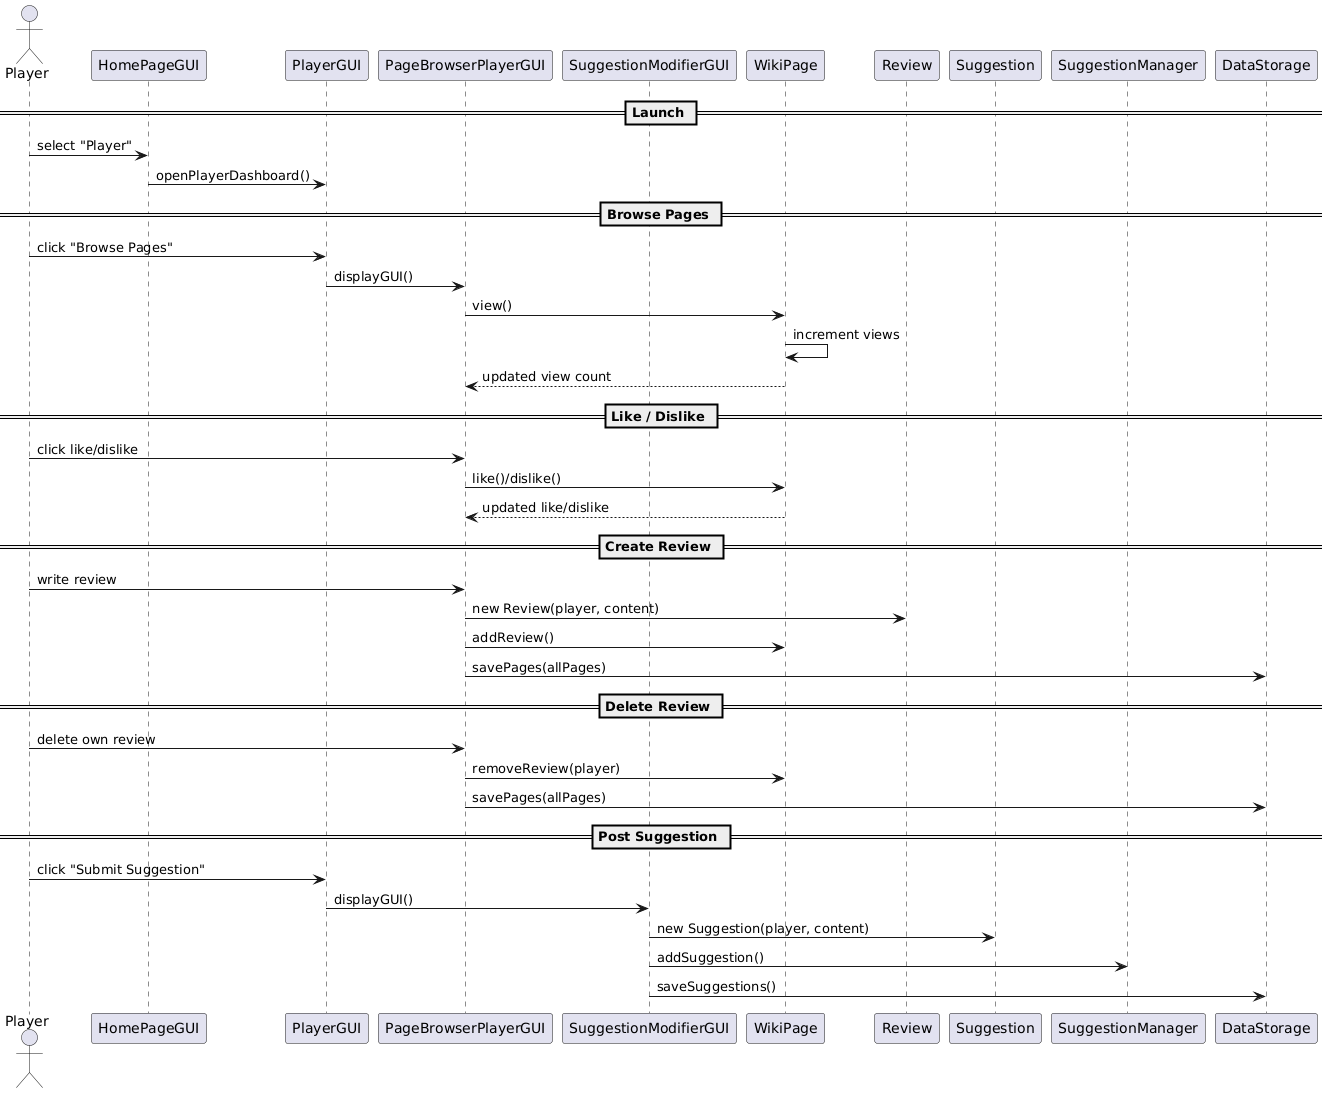 Player
HomePageGUI
PlayerGUI
PageBrowserPlayerGUI
SuggestionModifierGUI
WikiPage
Review
Suggestion
SuggestionManager
DataStorage
Launch
select "Player"
openPlayerDashboard()
Browse Pages
click "Browse Pages"
displayGUI()
view()
increment views
updated view count
Like / Dislike
click like/dislike
like()/dislike()
updated like/dislike
Create Review
write review
new Review(player, content)
addReview()
savePages(allPages)
Delete Review
delete own review
removeReview(player)
savePages(allPages)
Post Suggestion
click "Submit Suggestion"
displayGUI()
new Suggestion(player, content)
addSuggestion()
saveSuggestions()
Player
HomePageGUI
PlayerGUI
PageBrowserPlayerGUI
SuggestionModifierGUI
WikiPage
Review
Suggestion
SuggestionManager
DataStorage